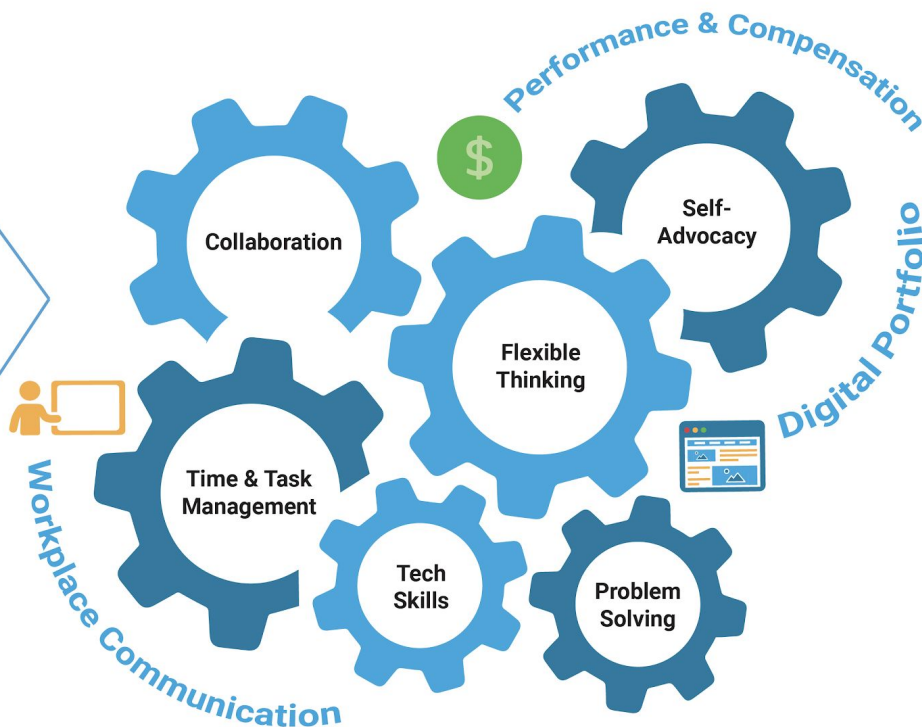 Performance & Compensation
$
Self-
Advocacy
Collaboration
Digital Portfolio
Flexible
Thinking
Time & Task
Management
Workplace Communication
Tech
Skills
Problem
Solving